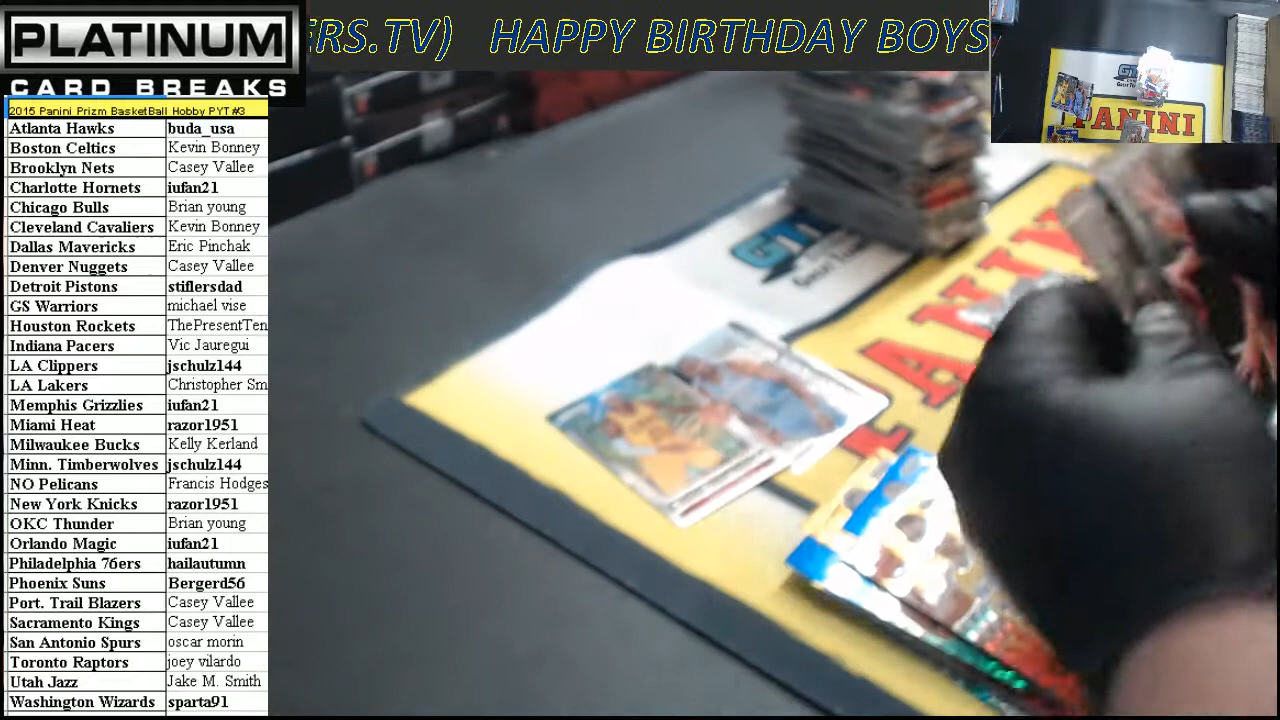 PLATINUM
CARD BREAKS
ERS.TV) HAPPY BIRTHDAY BOYS
2015 Panini Prizm BasketBall Hobby PYT #3
Atlanta Hawks buda_usa
Boston Celtics Kevin Bonney
Brooklyn Nets Casey Vallee
Charlotte Hornets iufan21
Chicago Bulls Brian young
Cleveland Cavaliers Kevin Bonney
Dallas Mavericks Eric Pinchak
Denver Nuggets Casey Vallee
Detroit Pistons stiflersdad
GS Warriors michael vise
Houston Rockets ThePresentTen
Indiana Pacers Vic Jauregui
LA Clippers jschulz144
LA Lakers Christopher Sm
Memphis Grizzlies iufan21
Miami Heat razor1951
Milwaukee Bucks Kelly Kerland
Minn. Timberwolves jschulz144
NO Pelicans Francis Hodges
New York Knicks razor1951
OKC Thunder Brian young
Orlando Magic iufan21
Philadelphia 76ers hailautumn
Phoenix Suns Bergerd56
Port. Trail Blazers Casey Vallee
Sacramento Kings Casey Vallee
San Antonio Spurs oscar morin
Toronto Raptors joey vilardo
Utah Jazz Jake M. Smith
Washington Wizards sparta91
PANINI
PANINI